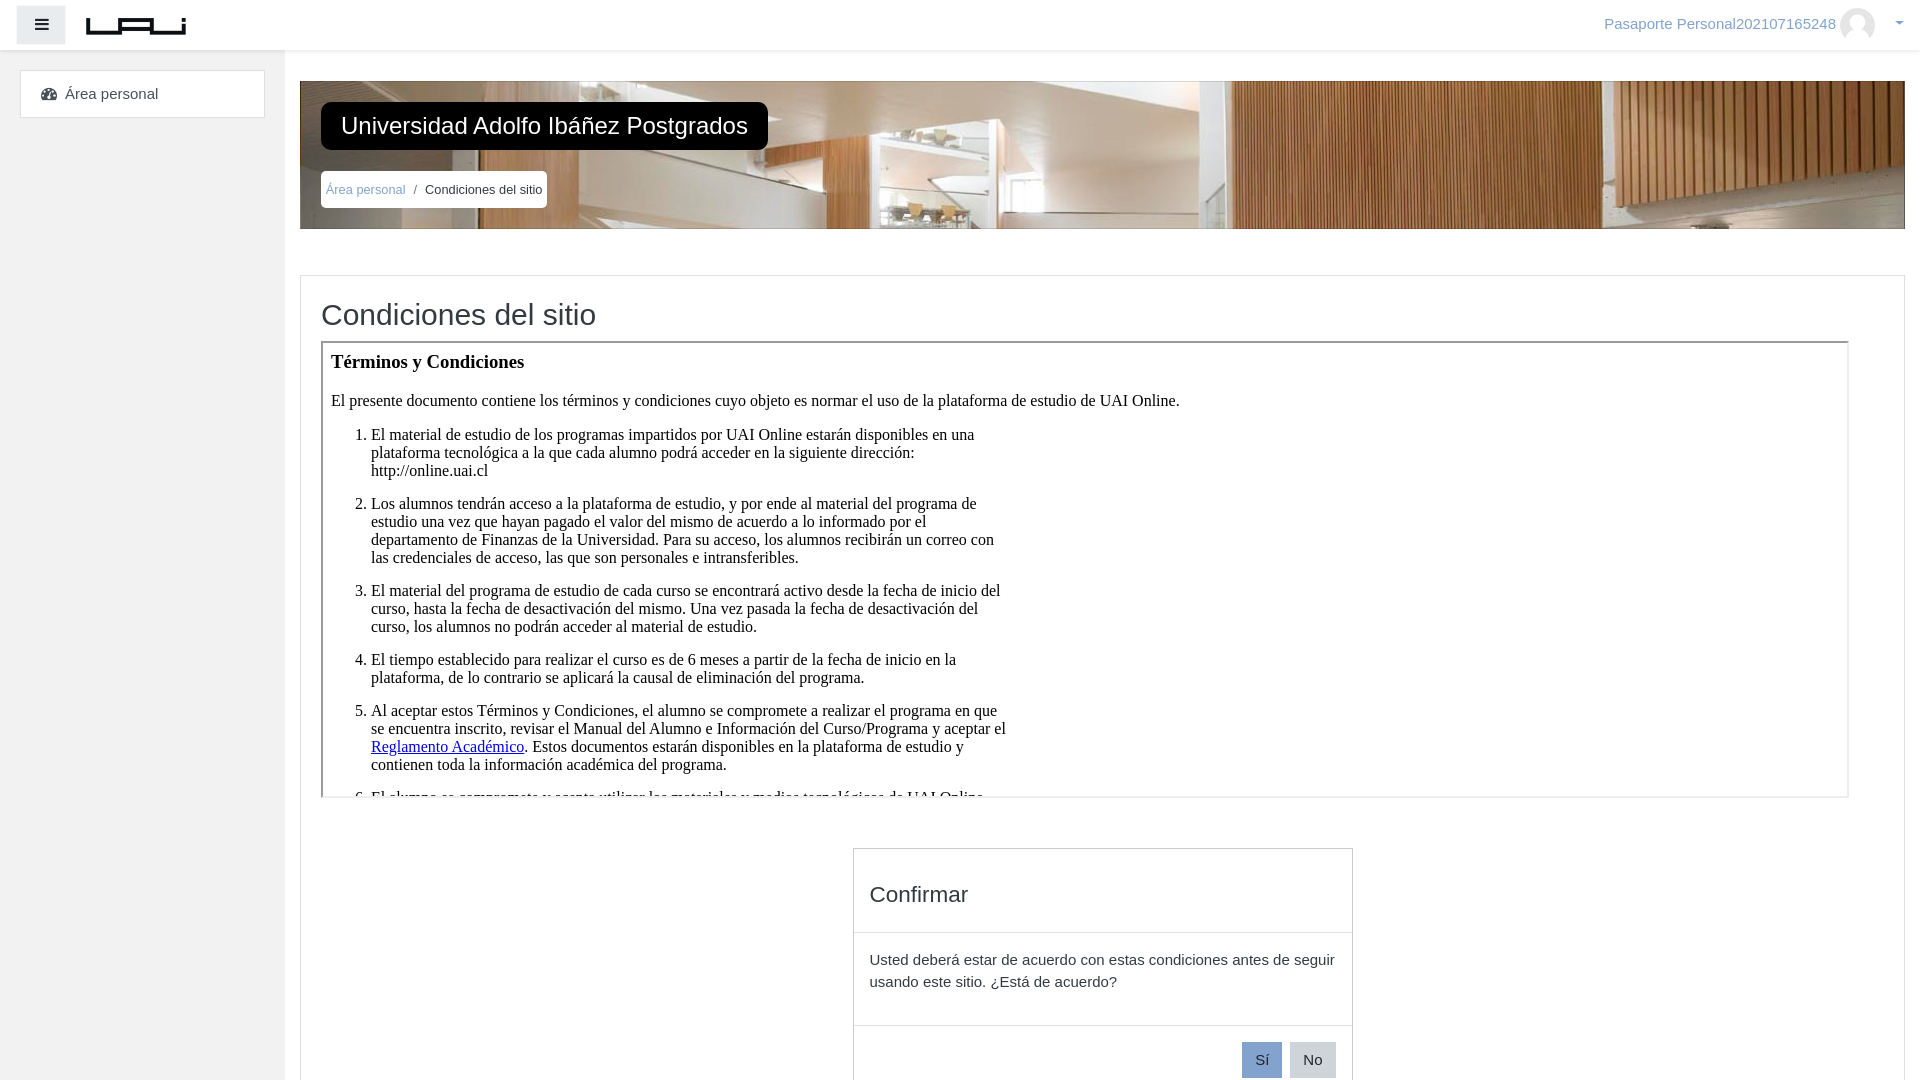 UAI
Pasaporte Personal202107165248
Área personal
Universidad Adolfo Ibáñez Postgrados
Área personal / Condiciones del sitio
Condiciones del sitio
Términos y Condiciones
El presente documento contiene los términos y condiciones cuyo objeto es normar el uso de la plataforma de estudio de UAI Online.
1. El material de estudio de los programas impartidos por UAI Online estarán disponibles en una
plataforma tecnológica a la que cada alumno podrá acceder en la siguiente dirección:
http://online.uai.cl
2. Los alumnos tendrán acceso a la plataforma de estudio, y por ende al material del programa de
estudio una vez que hayan pagado el valor del mismo de acuerdo a lo informado por el
departamento de Finanzas de la Universidad. Para su acceso, los alumnos recibirán un correo con
las credenciales de acceso, las que son personales e intransferibles.
3. El material del programa de estudio de cada curso se encontrará activo desde la fecha de inicio del
curso, hasta la fecha de desactivación del mismo. Una vez pasada la fecha de desactivación del
curso, los alumnos no podrán acceder al material de estudio.
4. El tiempo establecido para realizar el curso es de 6 meses a partir de la fecha de inicio en la
plataforma, de lo contrario se aplicará la causal de eliminación del programa.
5. Al aceptar estos Términos y Condiciones, el alumno se compromete a realizar el programa en que
se encuentra inscrito, revisar el Manual del Alumno e Información del Curso/Programa y aceptar el
Reglamento Académico. Estos documentos estarán disponibles en la plataforma de estudio y
contienen toda la información académica del programa.
6. El alumno se compromete y acepta utilizar los materiales y medios tecnológicos de UAI Online
Confirmar
Usted deberá estar de acuerdo con estas condiciones antes de seguir
usando este sitio. ¿Está de acuerdo?
Sí
No